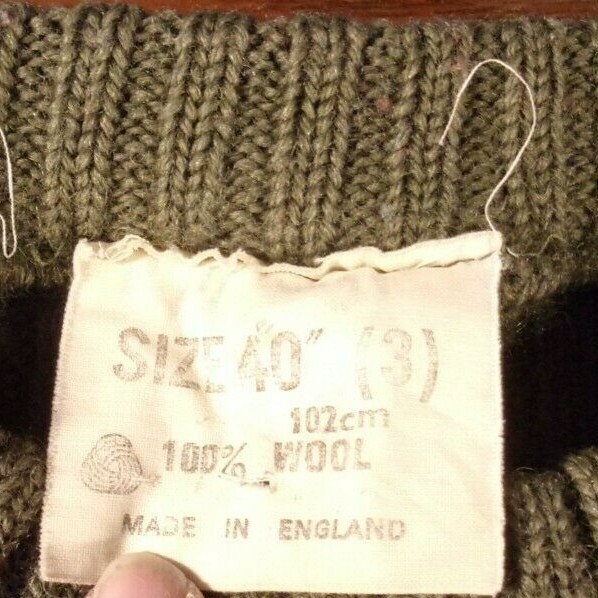 SIZE 40" (3)
102cm
100% WOOL
MADE IN ENGLAND